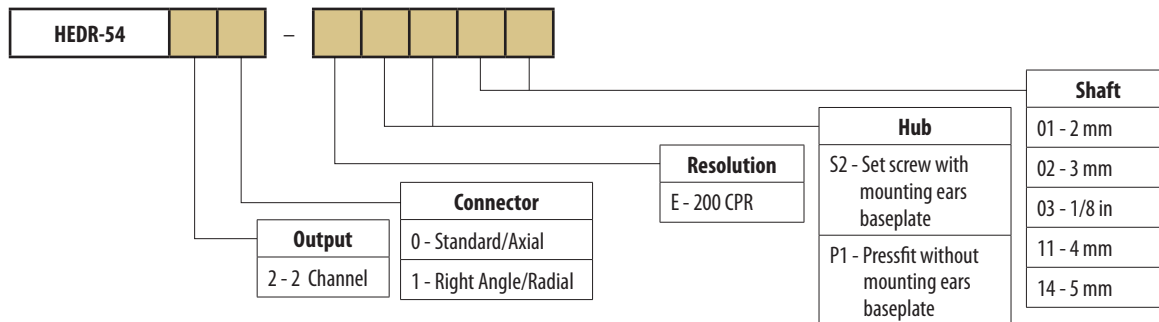 HEDR-54
–
Shaft
01 - 2 mm
02 - 3 mm
03 - 1/8 in
11 - 4 mm
14 - 5 mm
Hub
S2 - Set screw with
mounting ears
baseplate
P1 - Pressfit without
mounting ears
baseplate
Resolution
E - 200 CPR
Connector
0 - Standard/Axial
1 - Right Angle/Radial
Output
2 - 2 Channel